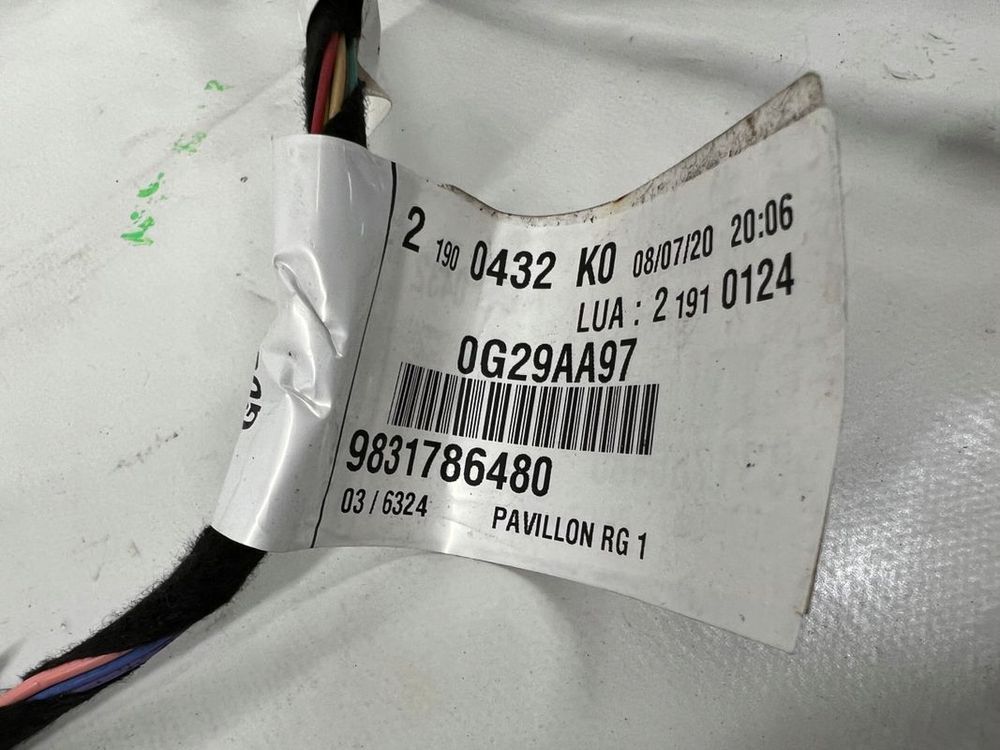 2 190 0432 K0 08/07/20 20:06
LUA : 2 191 0124
0G29AA97
9831786480
03 / 6324 PAVILLON RG 1